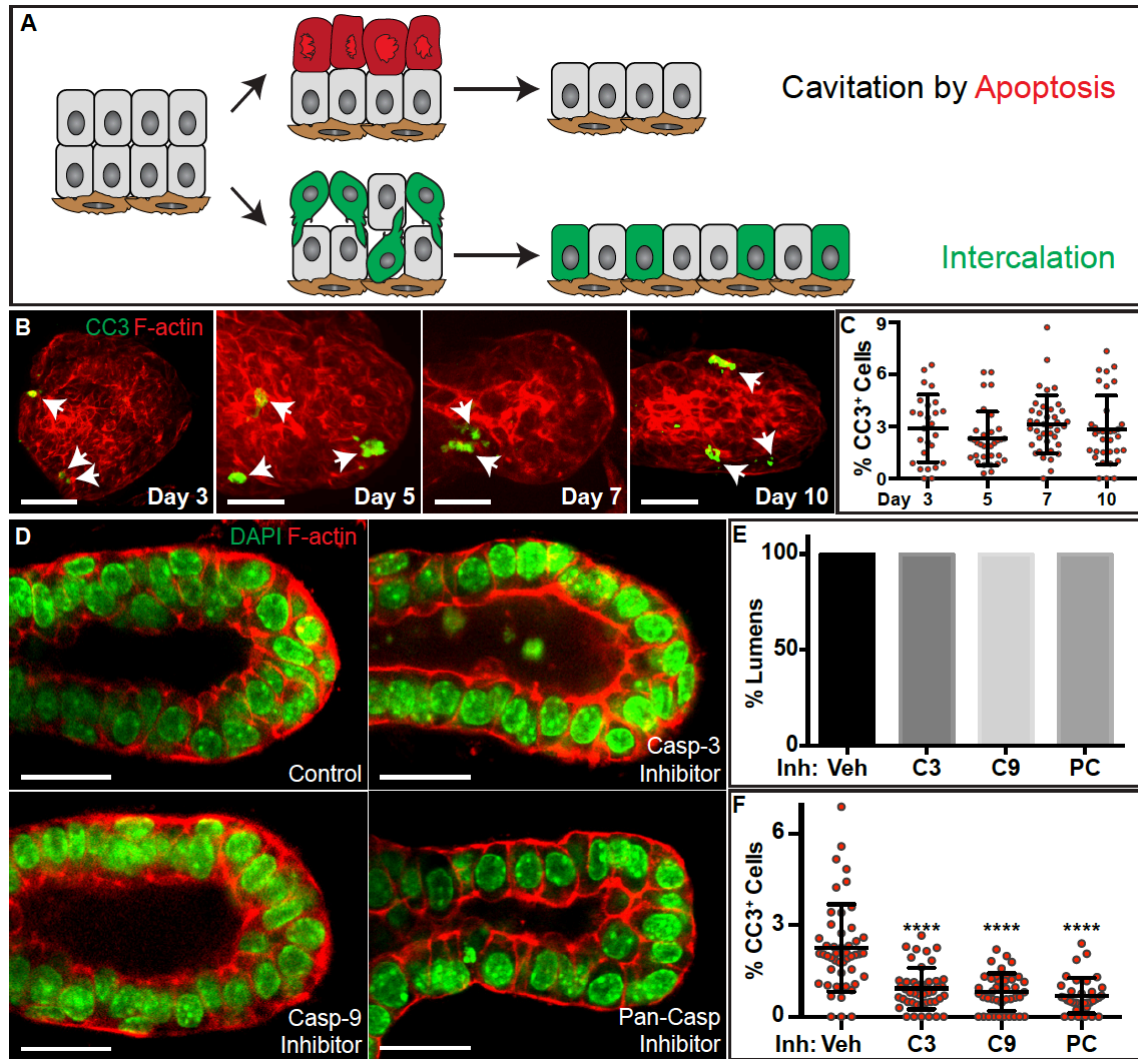 A
Cavitation by Apoptosis
Intercalation
B
CC3 F-actin
Day 3
Day 5
Day 7
Day 10
C
% CC3+ Cells
9
6
3
0
Day 3 5 7 10
D
DAPI F-actin
Control
Casp-3
Inhibitor
Casp-9
Inhibitor
Pan-Casp
Inhibitor
E
% Lumens
100
50
0
Inh: Veh C3 C9 PC
F
% CC3+ Cells
6
3
0
**** **** ****
Inh: Veh C3 C9 PC